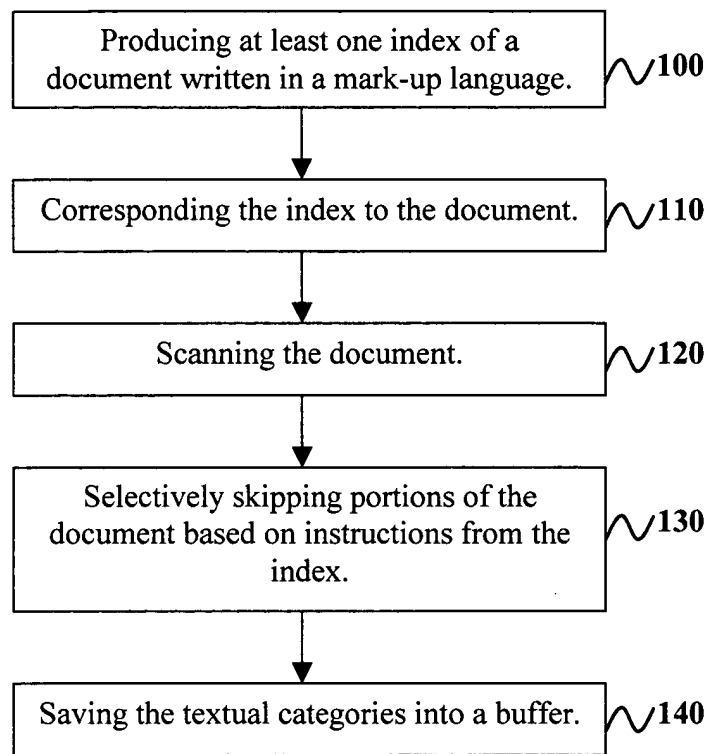 Producing at least one index of a
document written in a mark-up language.
100
Corresponding the index to the document.
110
Scanning the document.
120
Selectively skipping portions of the
document based on instructions from the
index.
130
Saving the textual categories into a buffer.
140